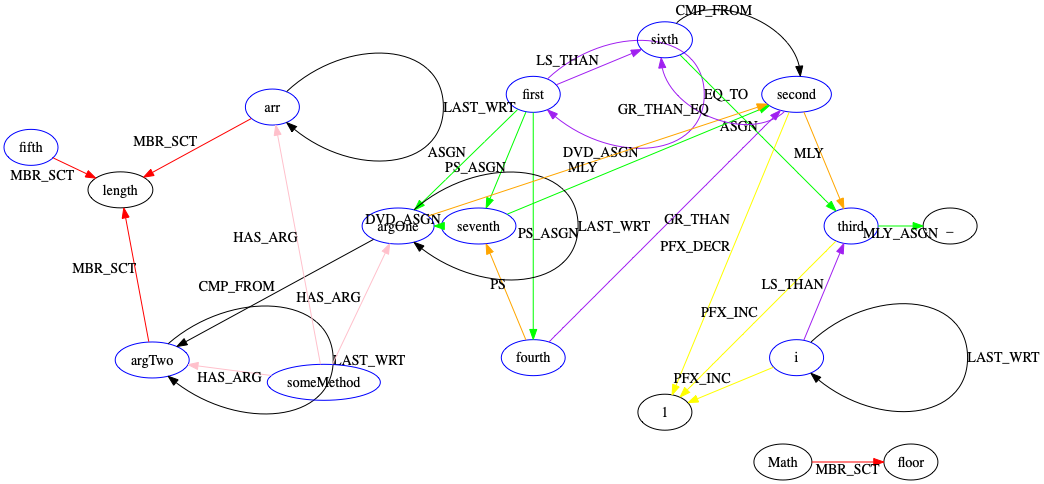 CMP_FROM
sixth
LS_THAN
arr
first
EQ_TO
second
LAST_WRT
GR_THAN_EQ
ASGN
fifth
MBR_SCT
MBR_SCT
length
ASGN
DVD_ASGN
MLY
PS_ASGN
MLY
DVD_ASGN
GR_THAN
argOne
seventh
PS_ASGN
LAST_WRT
third
MLY_ASGN
_
HAS_ARG
PFX_DECR
MBR_SCT
CMP_FROM
PS
LS_THAN
HAS_ARG
PFX_INC
argTwo
LAST_WRT
fourth
i
LAST_WRT
HAS_ARG
someMethod
PFX_INC
1
Math
MBR_SCT
floor